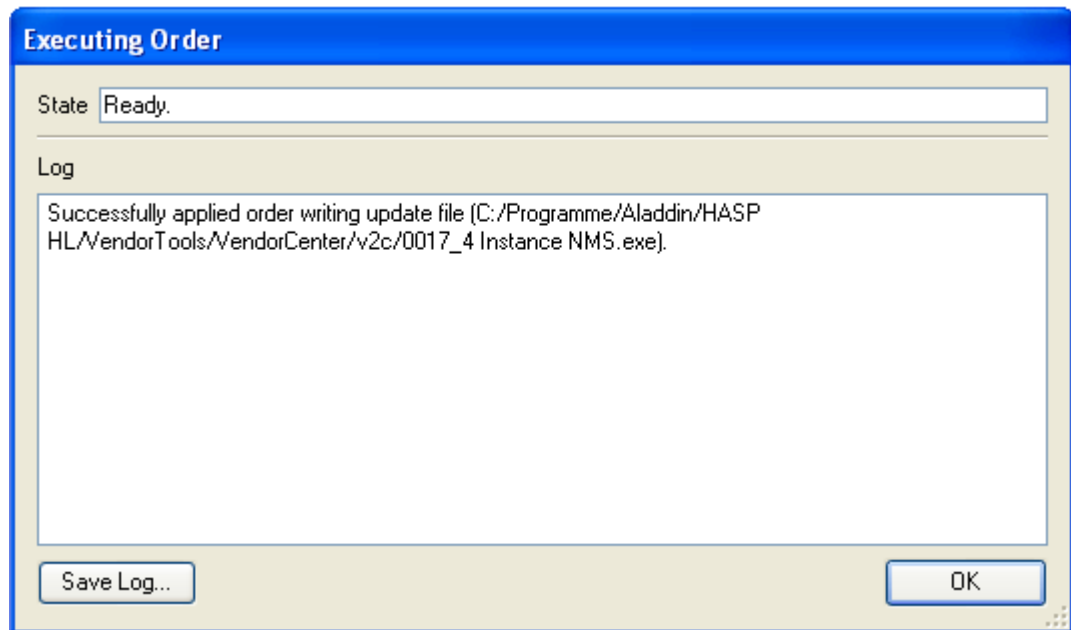 Executing Order
State Ready.
Log
Successfully applied order writing update file (C:/Programme/Aladdin/HASP
HL/VendorTools/VendorCenter/v2c/0017_4 Instance NMS.exe).
Save Log... OK